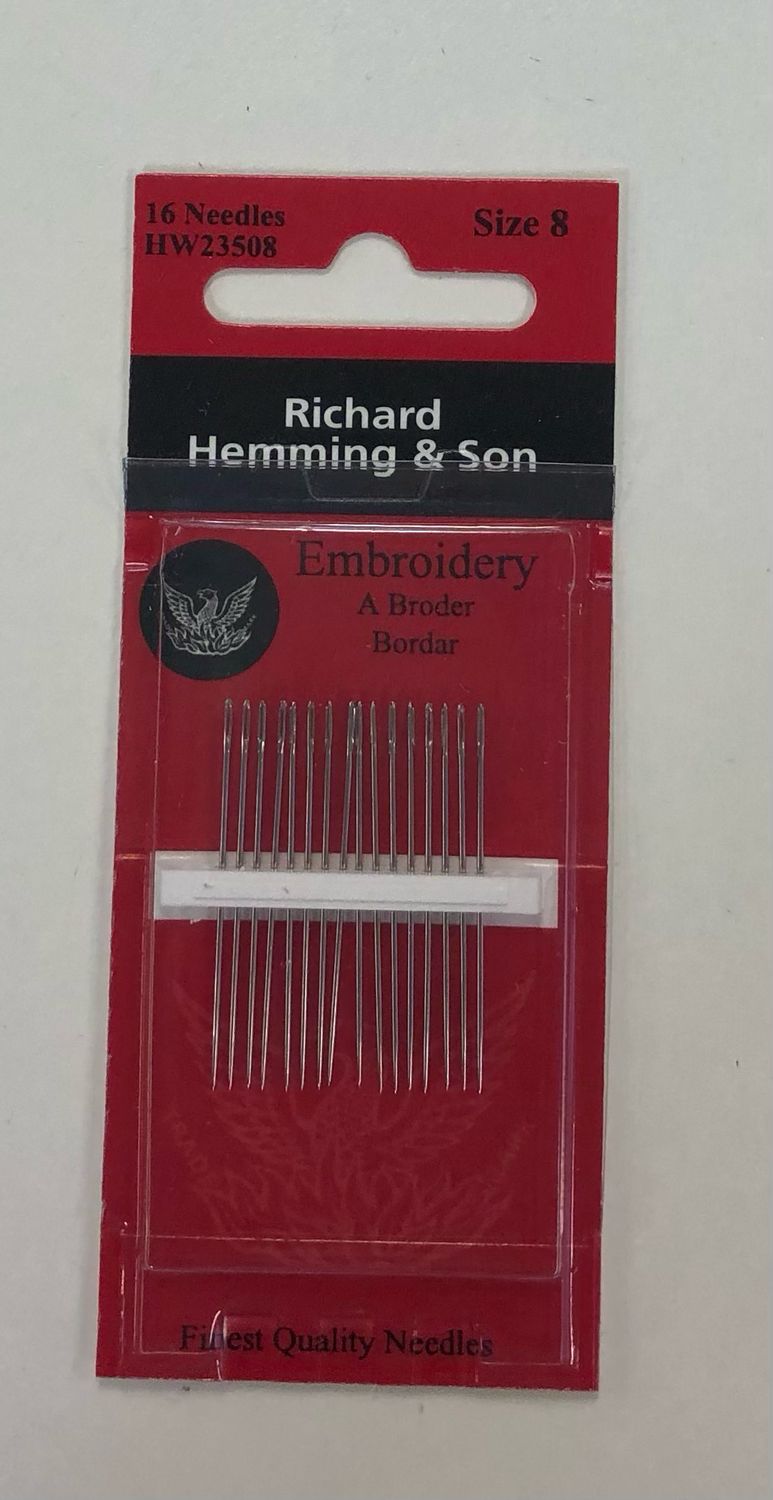 16 Needles
HW23508
Size 8
Richard
Hemming & Son
Embroidery
A Broder
Bordar
Finest Quality Needles